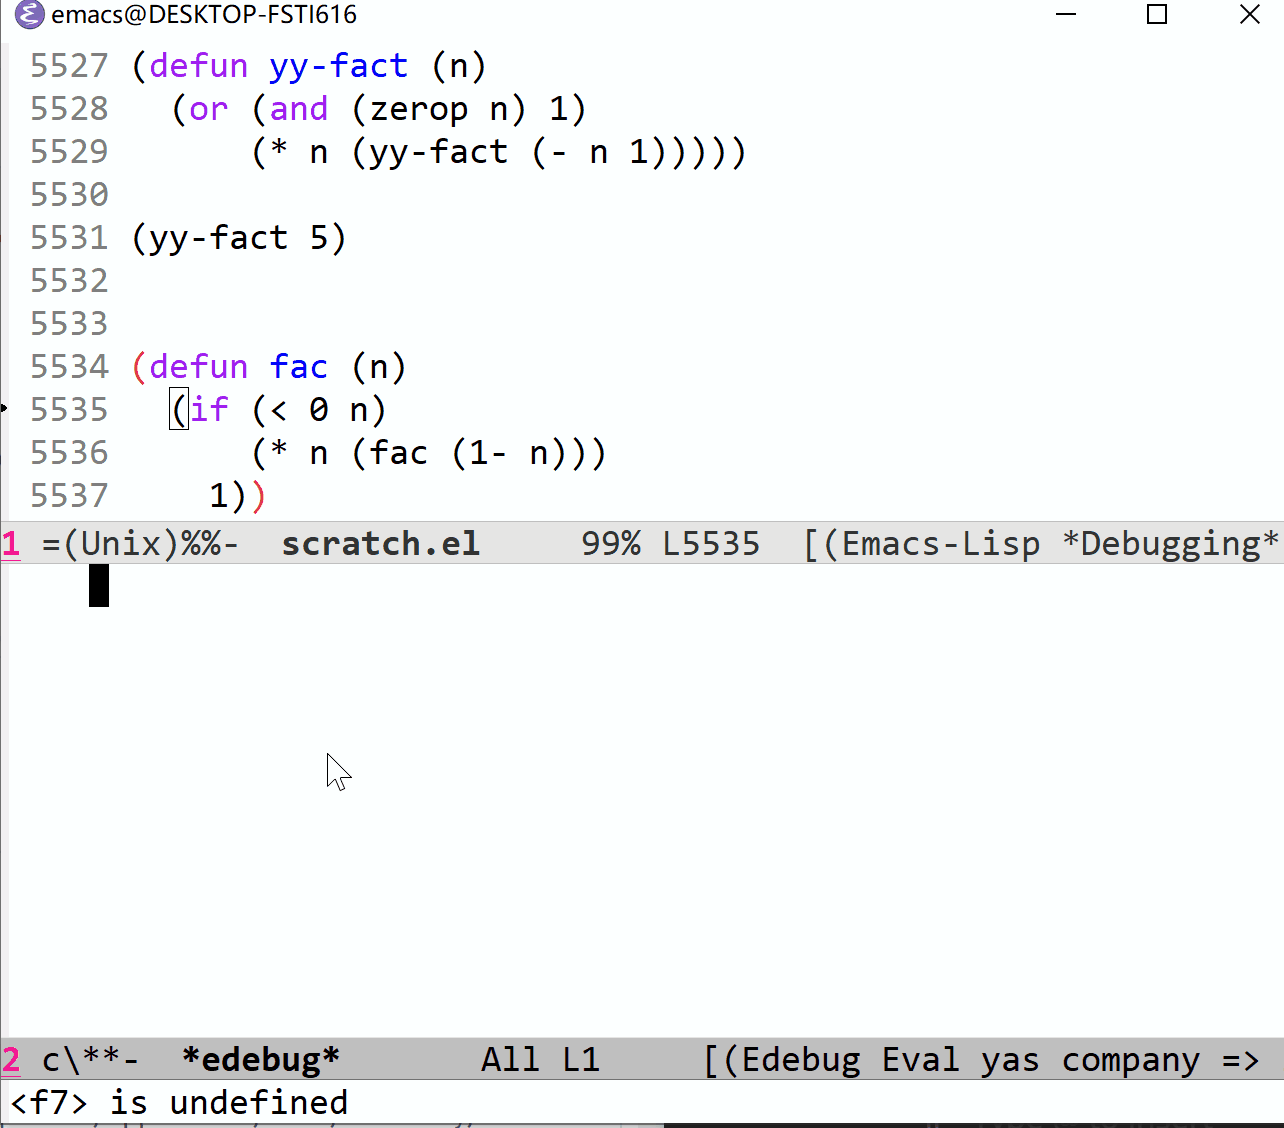 emacs@DESKTOP-FSTI616
5527 (defun yy-fact (n)
5528   (or (and (zerop n) 1)
5529       (* n (yy-fact (- n 1)))))
5530
5531 (yy-fact 5)
5532
5533
5534 (defun fac (n)
5535   (if (< 0 n)
5536       (* n (fac (1- n)))
5537     1))
1 =(Unix)%%-  scratch.el     99% L5535  [(Emacs-Lisp *Debugging*
2 c\**-  *edebug*       All L1     [(Edebug Eval yas company =>
<f7> is undefined